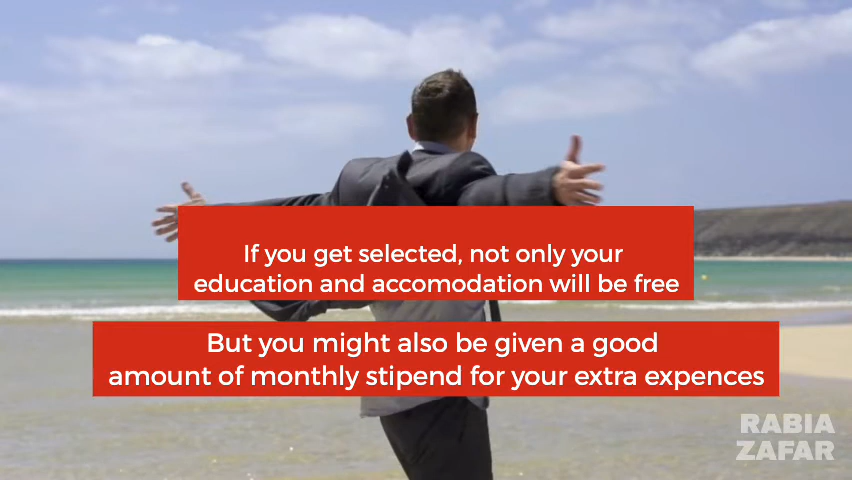 If you get selected, not only your
education and accomodation will be free
But you might also be given a good
amount of monthly stipend for your extra expences
RABIA
ZAFAR